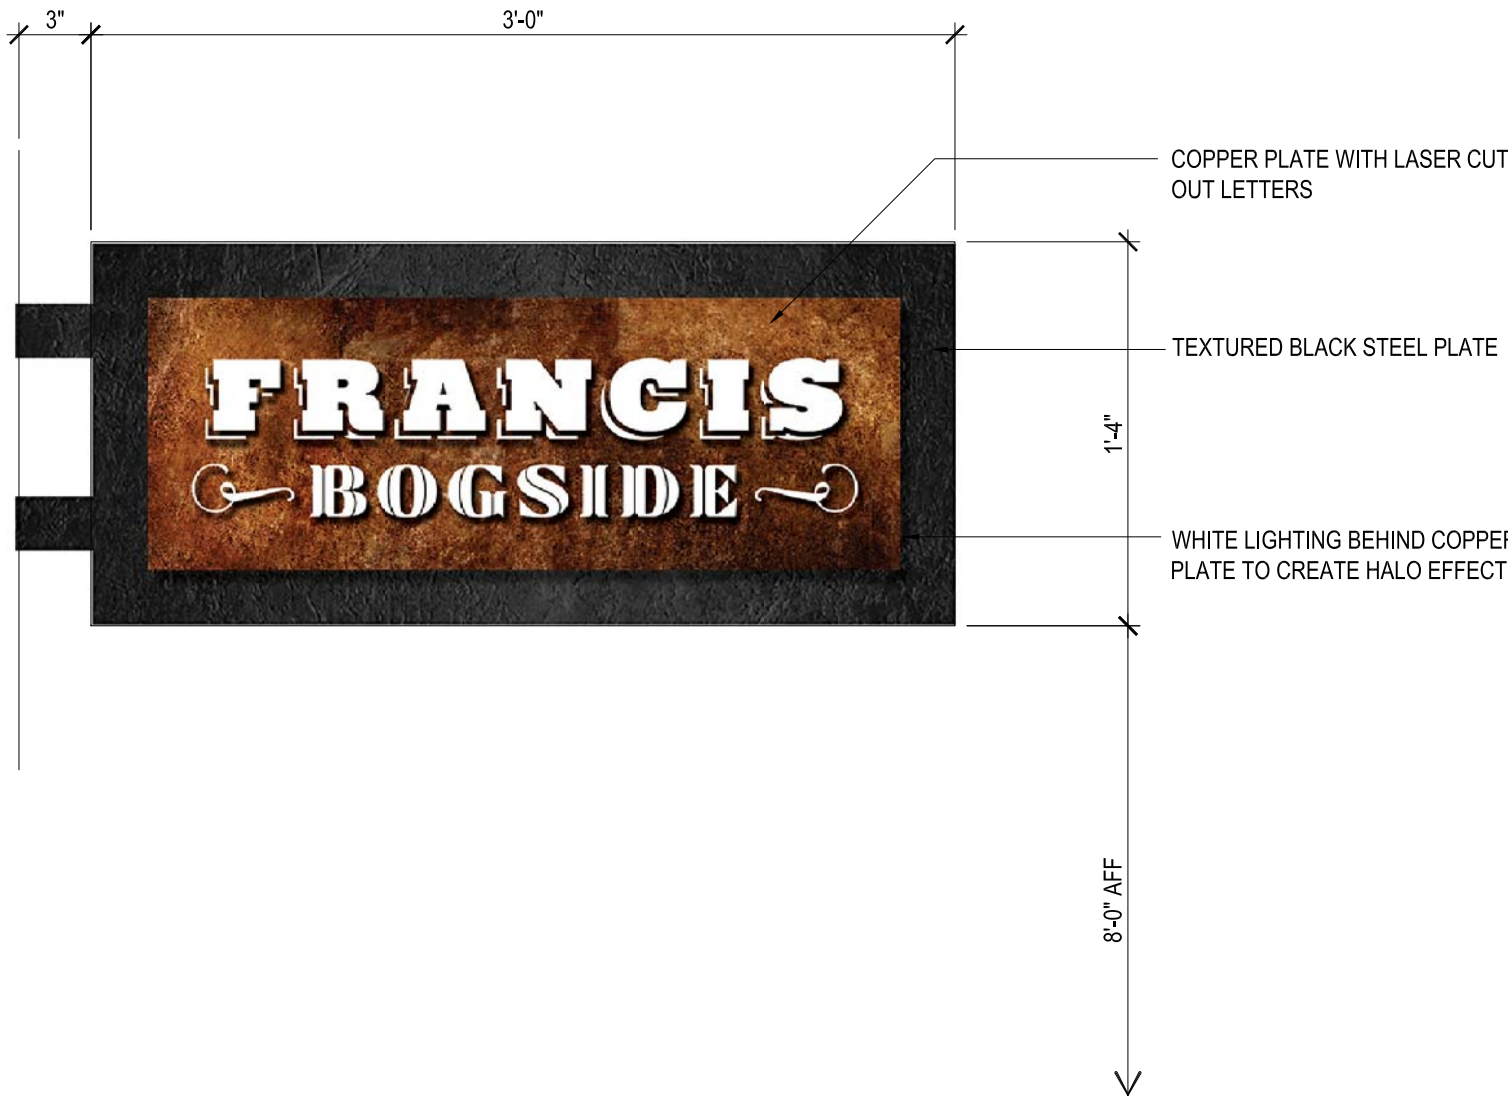 3" 3'-0"
COPPER PLATE WITH LASER CUT
OUT LETTERS
TEXTURED BLACK STEEL PLATE
FRANCIS
BOGSIDE
1'-4"
WHITE LIGHTING BEHIND COPPER
PLATE TO CREATE HALO EFFECT
8'-0" AFF